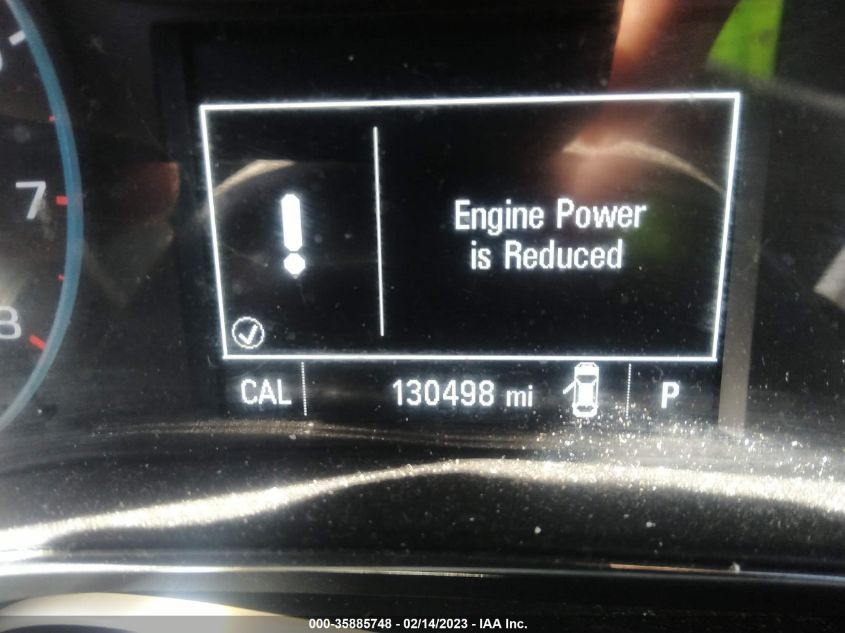 7
8
!
Engine Power
is Reduced
CAL
130498 mi
P
000-35885748 - 02/14/2023 - IAA Inc.